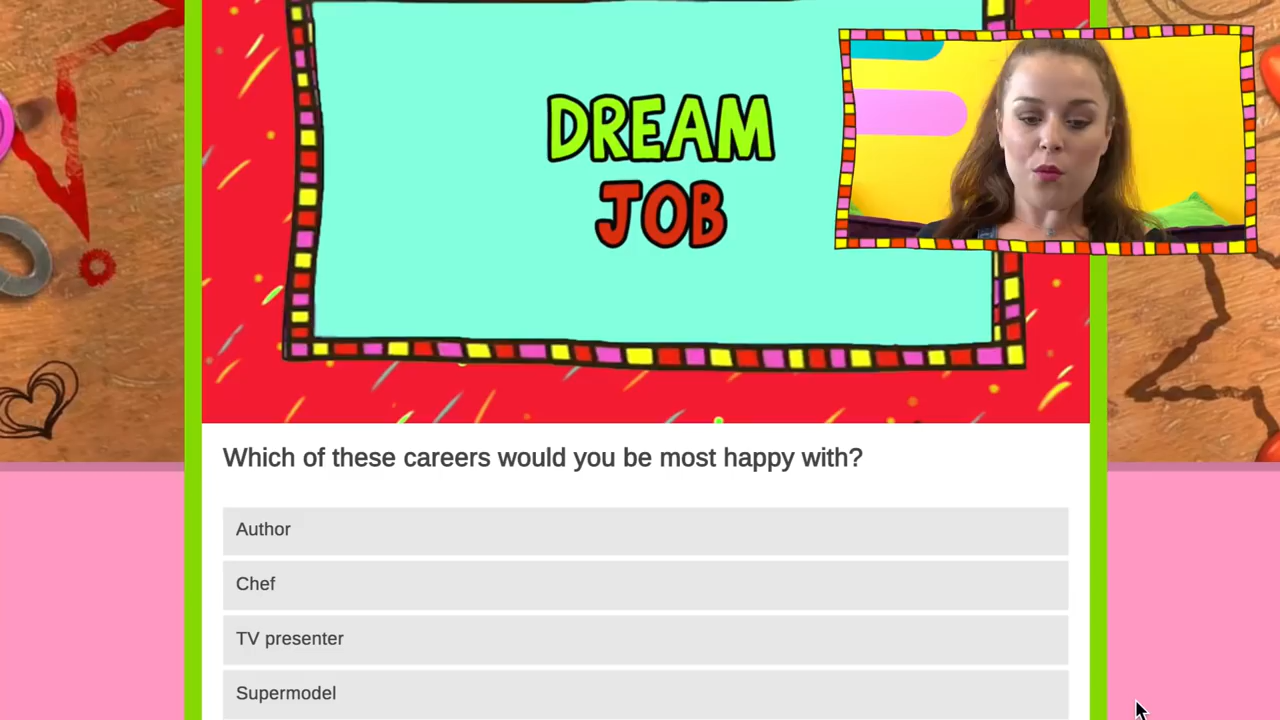 DREAM
JOB
Which of these careers would you be most happy with?
Author
Chef
TV presenter
Supermodel